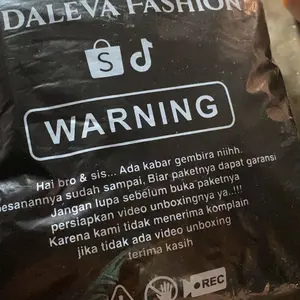 DALEVA FASHION
S
WARNING
Hai bro & sis... Ada kabar gembira niihh.
esanannya sudah sampai, Biar paketnya dapat garansi
Jangan lupa sebelum buka paketnya
persiapkan video unboxingnya ya..!!!
Karena kami tidak menerima komplain
jika tidak ada video unboxing
terima kasih
REC